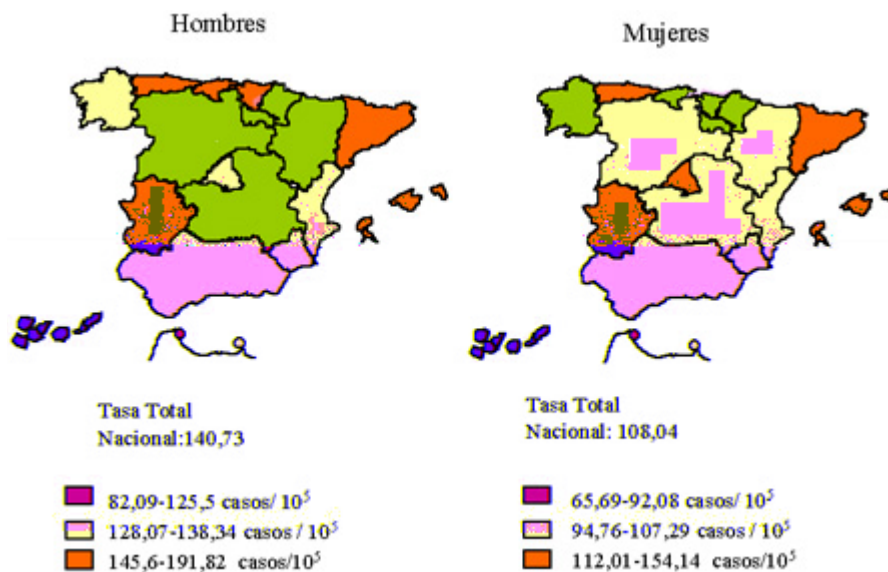 Hombres
Mujeres
Tasa Total
Nacional:140,73
Tasa Total
Nacional: 108,04
82,09-125,5 casos/ 10⁵
128,07-138,34 casos / 10⁵
145,6-191,82 casos/10⁵
65,69-92,08 casos/ 10⁵
94,76-107,29 casos/ 10⁵
112,01-154,14 casos/10⁵